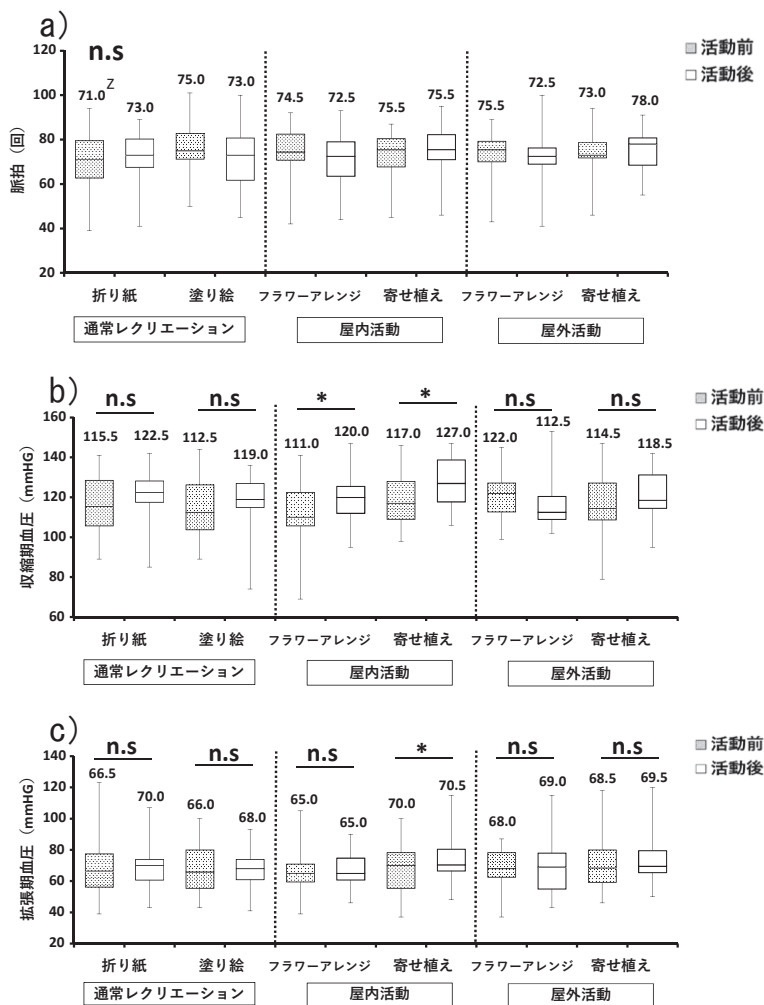 a)
n.s
活動前
活動後
120
100
80
60
40
20
脈拍（回）
71.0
Z
73.0
75.0
73.0
74.5
72.5
75.5
75.5
75.5
72.5
73.0
78.0
折り紙
塗り絵
フラワーアレンジ
寄せ植え
フラワーアレンジ
寄せ植え
通常レクリエーション
屋内活動
屋外活動
b)
n.s
n.s
*
*
n.s
n.s
活動前
活動後
160
140
120
100
80
60
収縮期血圧（mmHG）
115.5
122.5
112.5
119.0
111.0
120.0
117.0
127.0
122.0
112.5
114.5
118.5
折り紙
塗り絵
フラワーアレンジ
寄せ植え
フラワーアレンジ
寄せ植え
通常レクリエーション
屋内活動
屋外活動
c)
n.s
n.s
n.s
*
n.s
n.s
活動前
活動後
140
120
100
80
60
40
20
拡張期血圧（mmHG）
66.5
70.0
66.0
68.0
65.0
65.0
70.0
70.5
68.0
69.0
68.5
69.5
折り紙
塗り絵
フラワーアレンジ
寄せ植え
フラワーアレンジ
寄せ植え
通常レクリエーション
屋内活動
屋外活動